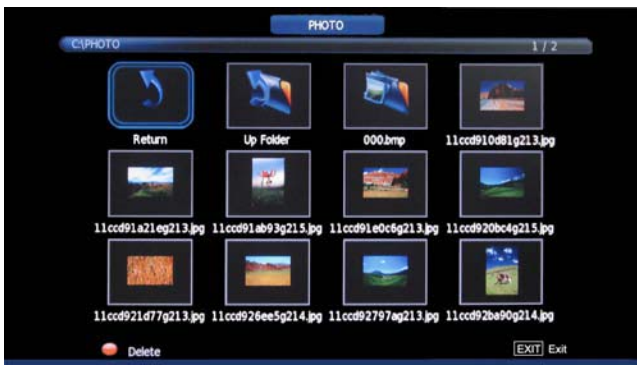 PHOTO
C:\PHOTO 1 / 2
Return Up Folder 000.bmp 11ccd910d81g213.jpg
11ccd91a21eg213.jpg 11ccd91ab93g215.jpg 11ccd91e0c6g213.jpg 11ccd920bc4g215.jpg
11ccd921d77g213.jpg 11ccd926ee5g214.jpg 11ccd92797ag213.jpg 11ccd92ba90g214.jpg
Delete EXIT Exit